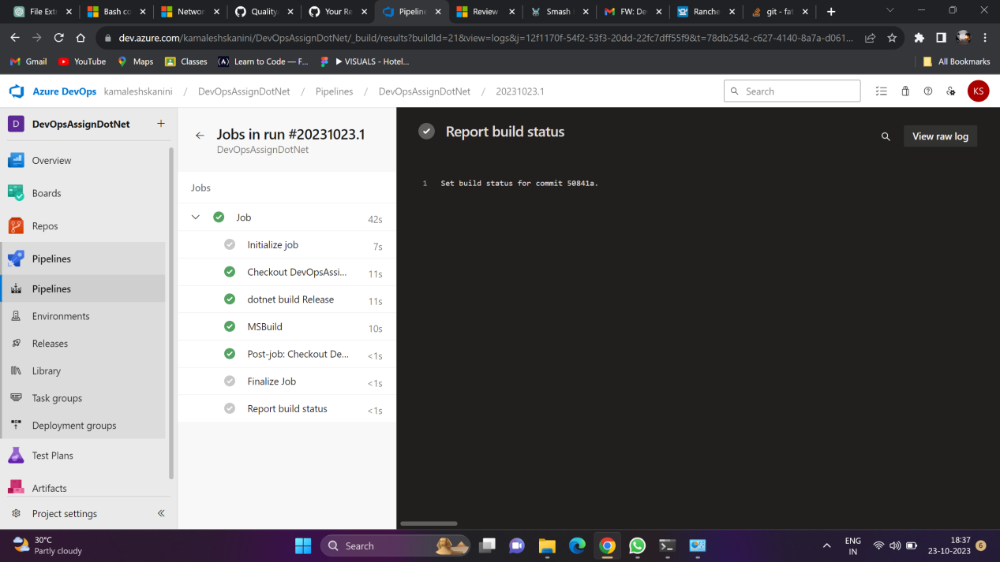 File Ext
Bash co
Networ
Quality.
Your Re
Pipeline
Review
Smash
FW: De
Ranche
git - fat
dev.azure.com/kamaleshskanini/DevOpsAssignDotNet/_build/results?buildId=21&view=logs&j=12f1170f-54f2-53f3-20dd-22fc7dff55f9&t=78db2542-c627-4140-8a7a-d061...
Gmail
YouTube
Maps
Classes
Learn to Code — F...
▶ VISUALS - Hotel...
All Bookmarks
Azure DevOps kamaleshskanini / DevOpsAssignDotNet / Pipelines / DevOpsAssignDotNet / 20231023.1
Search
KS
D DevOpsAssignDotNet
Overview
Boards
Repos
Pipelines
Pipelines
Environments
Releases
Library
Task groups
Deployment groups
Test Plans
Artifacts
Project settings
Jobs in run #20231023.1
DevOpsAssignDotNet
Jobs
Job 42s
Initialize job 7s
Checkout DevOpsAssi... 11s
dotnet build Release 11s
MSBuild 10s
Post-job: Checkout De... <1s
Finalize Job <1s
Report build status <1s
Report build status
View raw log
1 Set build status for commit 50841a.
30°C
Partly cloudy
Search
ENG
IN
18:37
23-10-2023
6